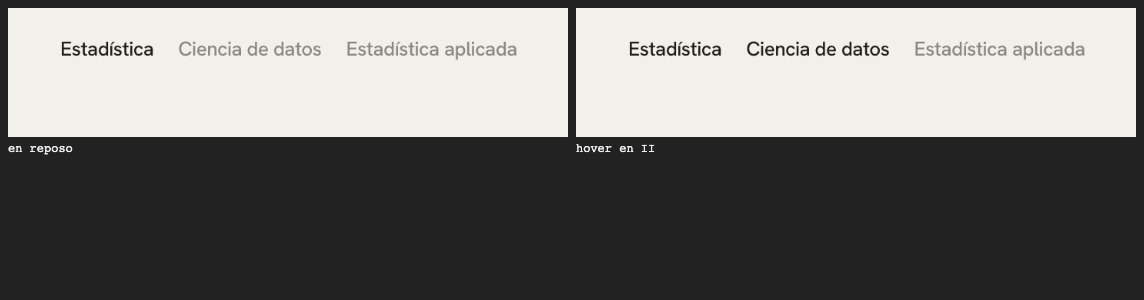 Estadística Ciencia de datos Estadística aplicada
en reposo
Estadística Ciencia de datos Estadística aplicada
hover en II